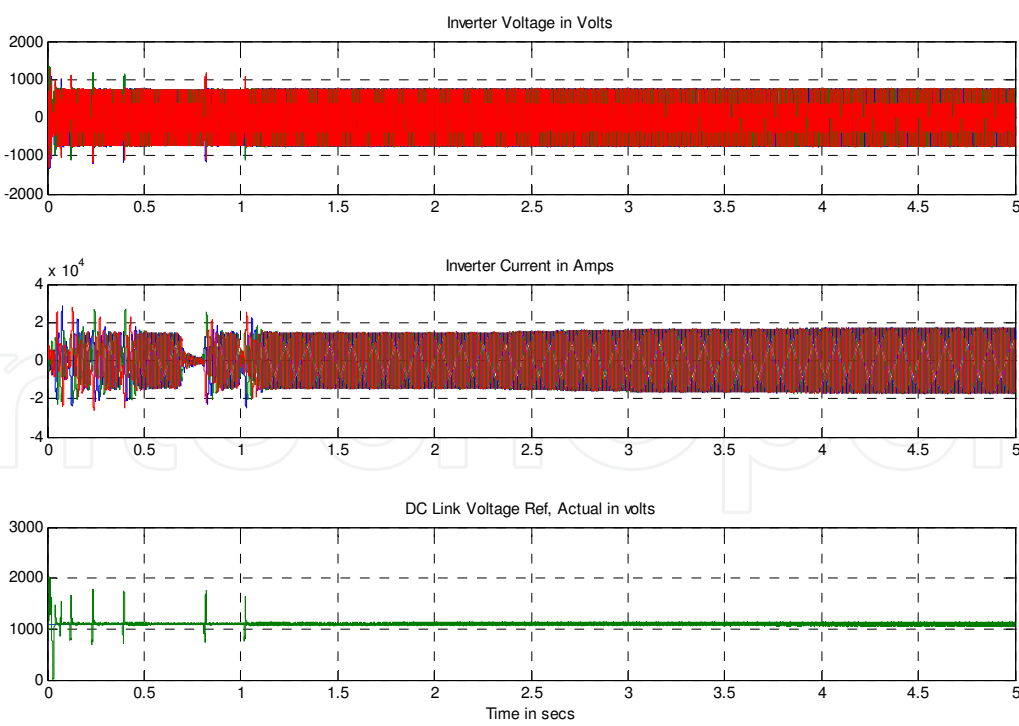 Inverter Voltage in Volts
2000
1000
0
-1000
-2000
0 0.5 1 1.5 2 2.5 3 3.5 4 4.5 5
Inverter Current in Amps
x 10^4
4
2
0
-2
-4
0 0.5 1 1.5 2 2.5 3 3.5 4 4.5 5
DC Link Voltage Ref, Actual in volts
3000
2000
1000
0
0 0.5 1 1.5 2 2.5 3 3.5 4 4.5 5
Time in secs